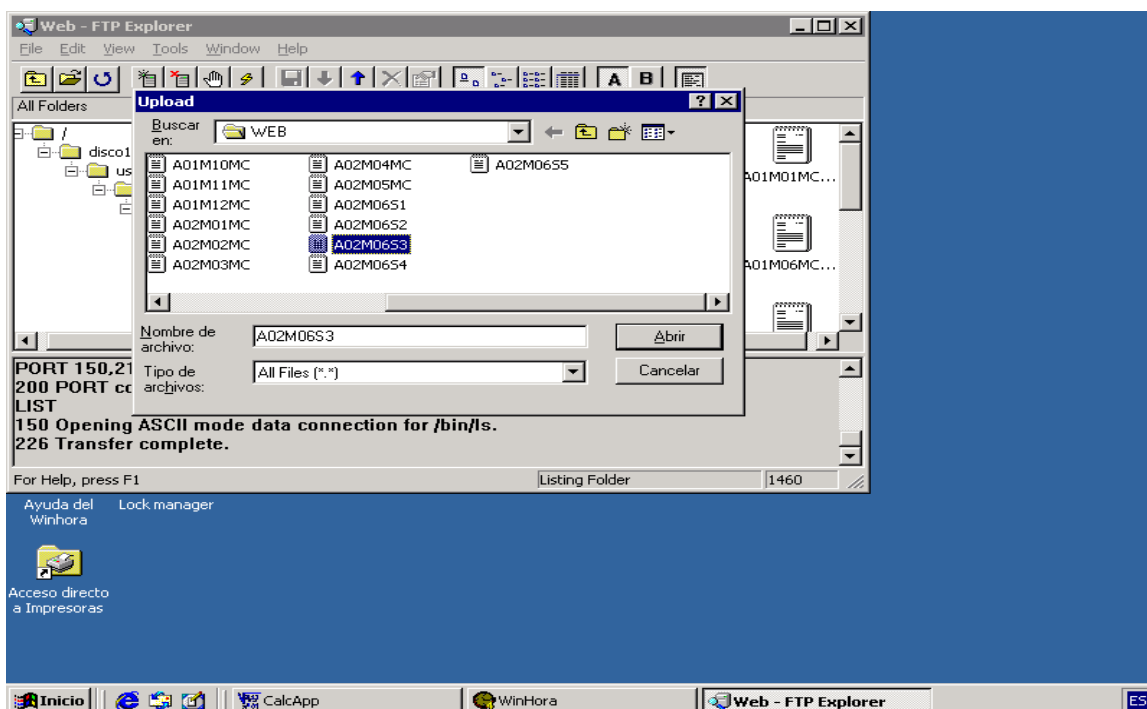 Web - FTP Explorer
File Edit View Tools Window Help
A B
All Folders
Upload
Buscar en:
WEB
/
disco1
us
A01M10MC A02M04MC A02M06S5
A01M11MC A02M05MC
A01M12MC A02M06S1
A02M01MC A02M06S2
A02M02MC A02M06S3
A02M03MC A02M06S4
A01M01MC...
A01M06MC...
Nombre de archivo:
A02M06S3
Abrir
Tipo de archivos:
All Files (*.*)
Cancelar
PORT 150,21
200 PORT co
LIST
150 Opening ASCII mode data connection for /bin/ls.
226 Transfer complete.
For Help, press F1 Listing Folder 1460
Ayuda del Winhora
Lock manager
Acceso directo a Impresoras
Inicio CalcApp WinHora Web - FTP Explorer ES